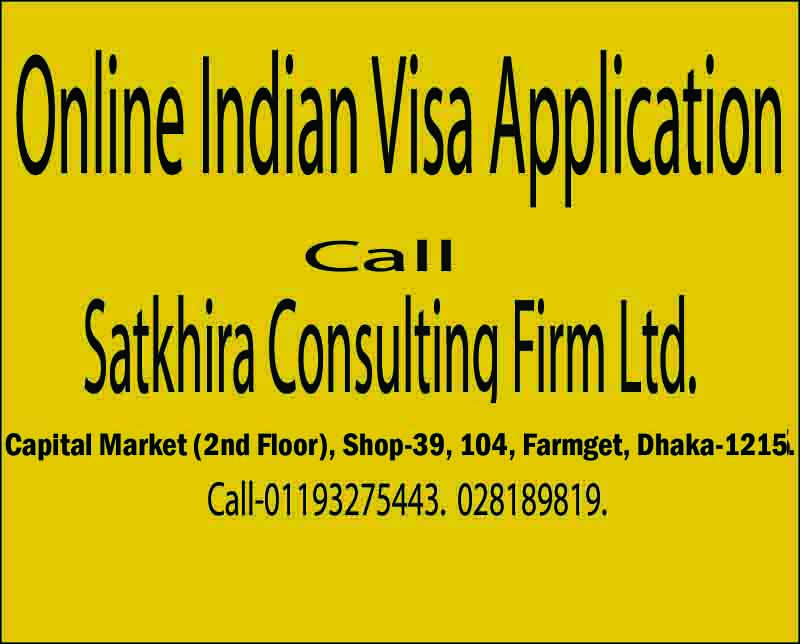 Online Indian Visa Application
Call
Satkhira Consulting Firm Ltd.
Capital Market (2nd Floor), Shop-39, 104, Farmget, Dhaka-1215.
Call-01193275443. 028189819.